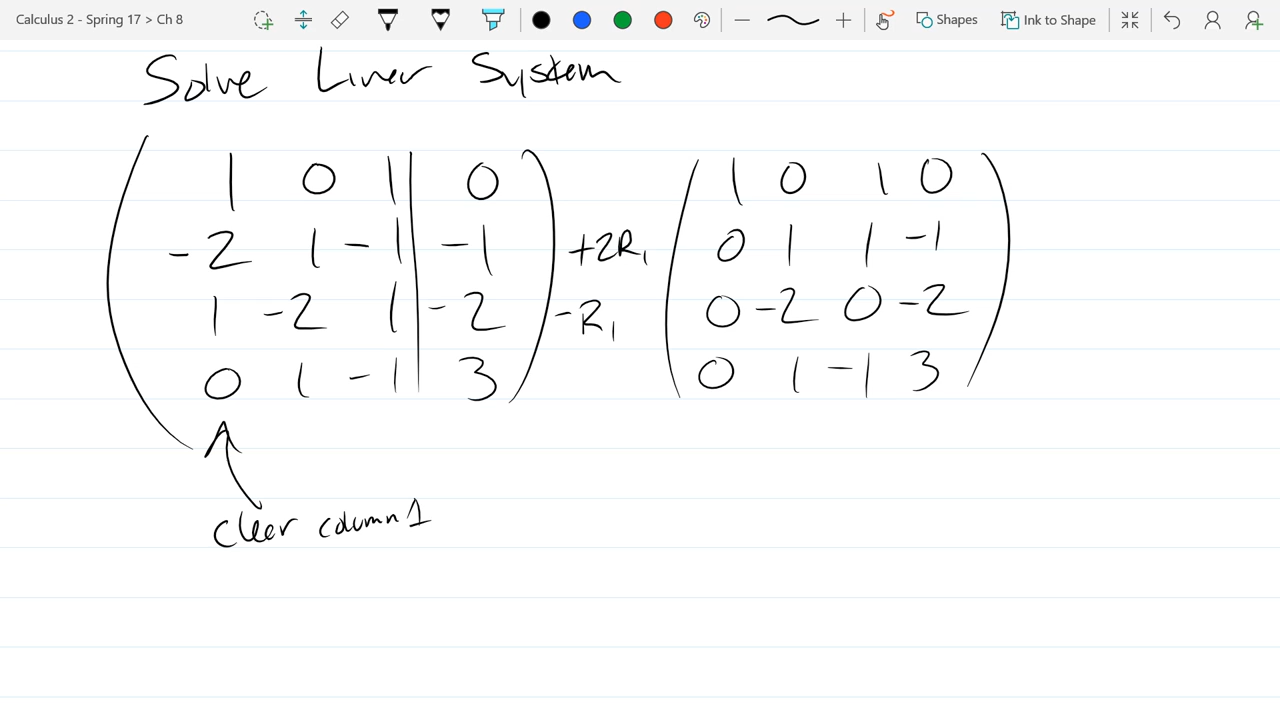 Calculus 2 - Spring 17 > Ch 8 Shapes Ink to Shape
Solve Liner System
1 0 1 | 0 1 0 1 0
-2 1 -1 | -1 +2R₁ 0 1 1 -1
1 -2 1 | -2 -R₁ 0 -2 0 -2
0 1 -1 | 3 0 1 -1 3
Cleer column 1